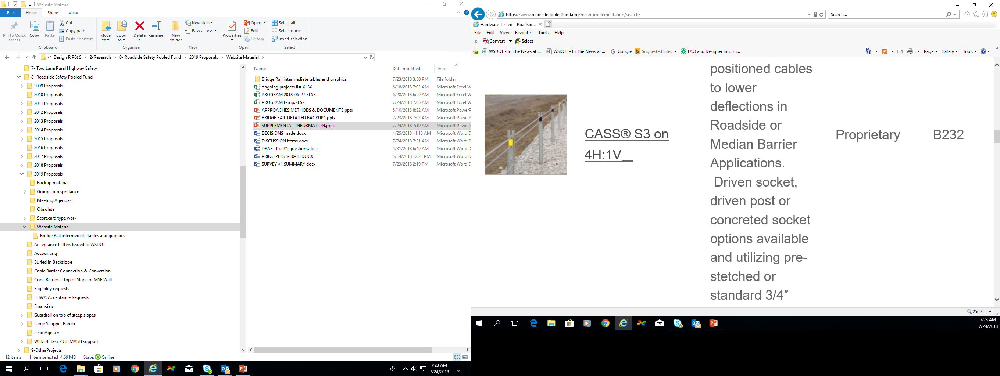 Website Material
File Home Share View
Pin to Quick access
Copy
Paste
Cut
Copy path
Paste shortcut
Clipboard
Move to
Copy to
Delete
Rename
Organize
New folder
New item
Easy access
New
Properties
Open
Edit
History
Open
Select all
Select none
Invert selection
Select
« Design R P& S > 2-Research > 8- Roadside Safety Pooled Fund > 2019 Proposals > Website Material >
7- Two Lane Rural Highway Safety
8- Roadside Safety Pooled Fund
2009 Proposals
2010 Proposals
2011 Proposals
2012 Proposals
2013 Proposals
2014 Proposals
2015 Proposals
2016 Proposals
2017 Proposals
2018 Proposals
2019 Proposals
Backup material
Group correspndance
Meeting Agendas
Obsolete
Scorecard type work
Website Material
Bridge Rail intermediate tables and graphics
Acceptance Letters Issued to WSDOT
Accounting
Buried in Backslope
Cable Barrier Connection & Conversion
Conc Barrier at top of Slope or MSE Wall
Eligibility requests
FHWA Acceptance Requests
Financials
Guardrail on top of steep slopes
Large Scupper Barrier
Lead Agency
WSDOT Task 2018 MASH support
9-OtherProjects
Name Date modified Type
Bridge Rail intermediate tables and graphics 7/23/2018 3:50 PM File folder
ongoing projects list.XLSX 6/18/2018 7:02 AM Microsoft Excel W
PROGRAM 2018-06-27.XLSX 6/28/2018 6:59 AM Microsoft Excel W
PROGRAM temp.XLSX 7/24/2018 7:05 AM Microsoft Excel W
APPROACHES METHODS & DOCUMENTS.pptx 5/10/2018 8:32 AM Microsoft PowerP
BRIDGE RAIL DETAILED BACKUP1.pptx 7/23/2018 7:02 AM Microsoft PowerP
SUPPLEMENTAL  INFORMATION.pptx 7/24/2018 7:19 AM Microsoft PowerP
DECISIONS made.docx 4/25/2018 11:13 AM Microsoft Word D
DISCUSSION items.docx 7/24/2018 7:21 AM Microsoft Word D
DRAFT Poll#1 questions.docx 5/31/2018 6:49 AM Microsoft Word D
PRINCIPLES 5-10-18.DOCX 5/14/2018 12:21 PM Microsoft Word D
SURVEY #1 SUMMARY.docx 7/23/2018 2:19 PM Microsoft Word D
12 items 1 item selected 4.69 MB State: Online
7:23 AM
7/24/2018
https://www.roadsidepooledfund.org/mash-implementation/search/
Search...
Hardware Tested – Roadsid...
File Edit View Favorites Tools Help
x Convert Select
WSDOT - In The News at ... WSDOT - In The News at ... Google Suggested Sites FAQ and Designer Inform...
Page Safety Tools
positioned cables
to lower
deflections in
Roadside or
Median Barrier
Applications.
Driven socket,
driven post or
concreted socket
options available
and utilizing pre-
stetched or
standard 3/4″
CASS® S3 on
4H:1V
Proprietary
B232
250%
7:23 AM
7/24/2018